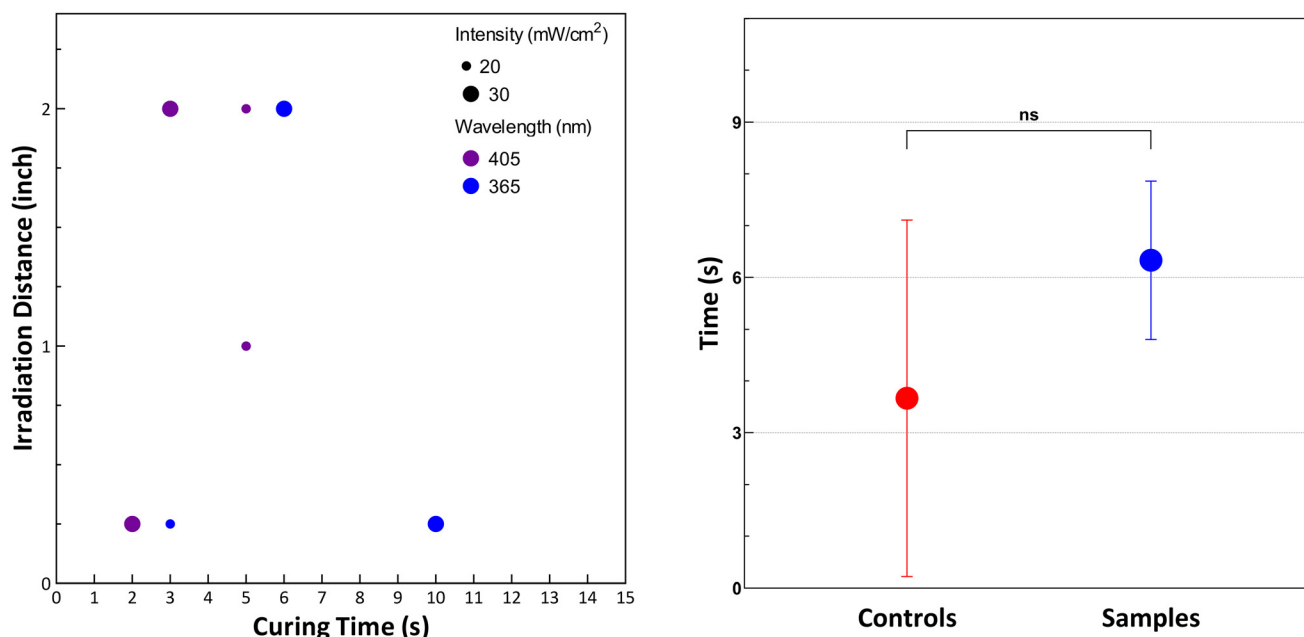 Intensity (mW/cm²)
20
30
Wavelength (nm)
405
365
Irradiation Distance (inch)
2
1
0
0 1 2 3 4 5 6 7 8 9 10 11 12 13 14 15
Curing Time (s)
ns
Time (s)
9
6
3
0
Controls Samples